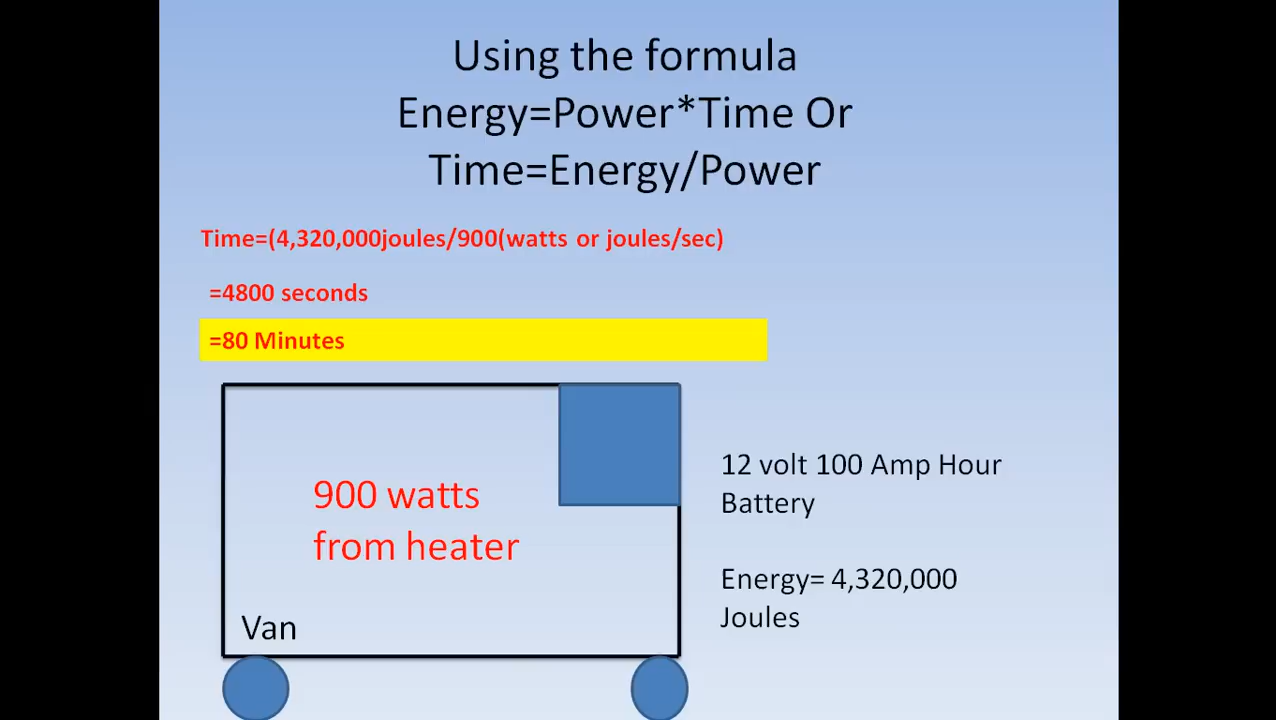 Using the formula
Energy=Power*Time Or
Time=Energy/Power
Time=(4,320,000joules/900(watts or joules/sec)
=4800 seconds
=80 Minutes
900 watts
from heater
Van
12 volt 100 Amp Hour
Battery
Energy= 4,320,000
Joules